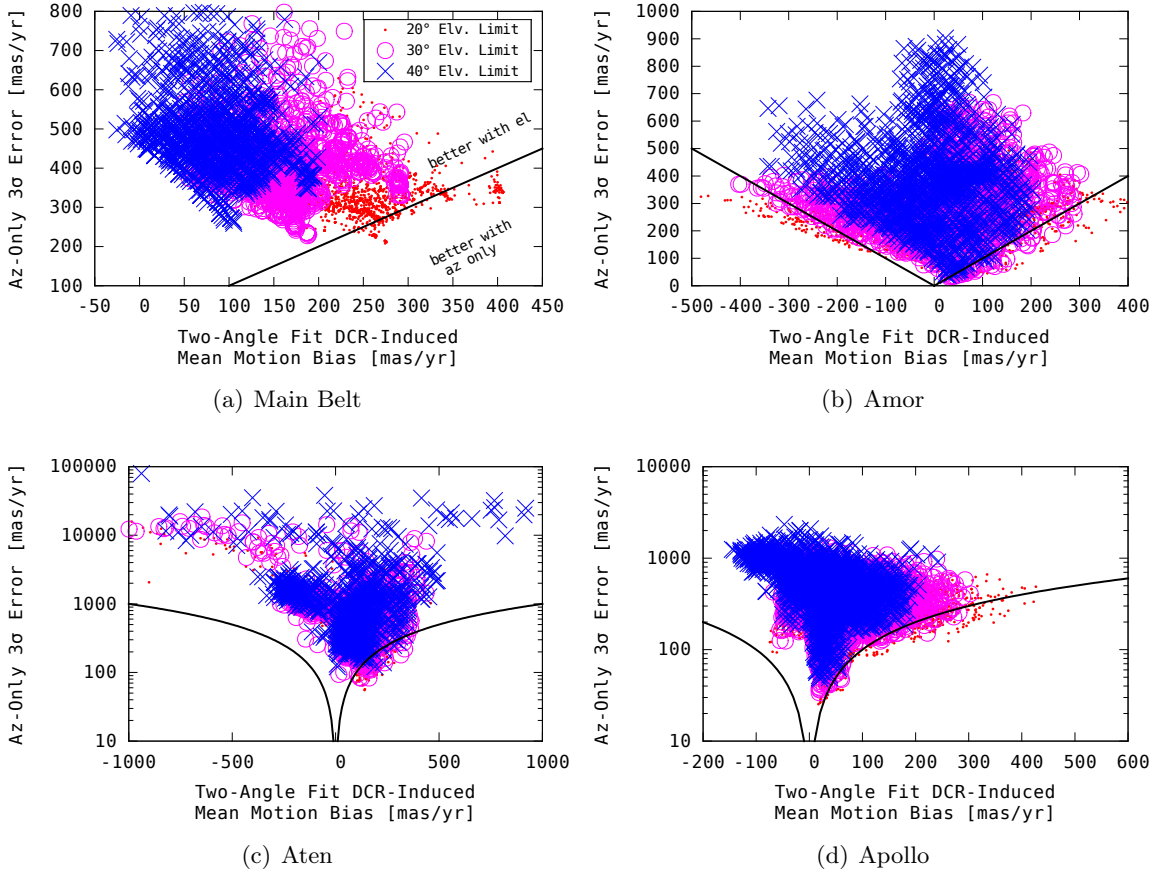 800
700
600
500
400
300
200
100
-50
0
50
100
150
200
250
300
350
400
450
Az-Only 3σ Error [mas/yr]
20° Elv. Limit
30° Elv. Limit
40° Elv. Limit
better with el
better with
az only
Two-Angle Fit DCR-Induced
Mean Motion Bias [mas/yr]
(a) Main Belt
1000
900
800
700
600
500
400
300
200
100
0
-500
-400
-300
-200
-100
0
100
200
300
400
Az-Only 3σ Error [mas/yr]
Two-Angle Fit DCR-Induced
Mean Motion Bias [mas/yr]
(b) Amor
100000
10000
1000
100
10
-1000
-500
0
500
1000
Az-Only 3σ Error [mas/yr]
Two-Angle Fit DCR-Induced
Mean Motion Bias [mas/yr]
(c) Aten
10000
1000
100
10
-200
-100
0
100
200
300
400
500
600
Az-Only 3σ Error [mas/yr]
Two-Angle Fit DCR-Induced
Mean Motion Bias [mas/yr]
(d) Apollo